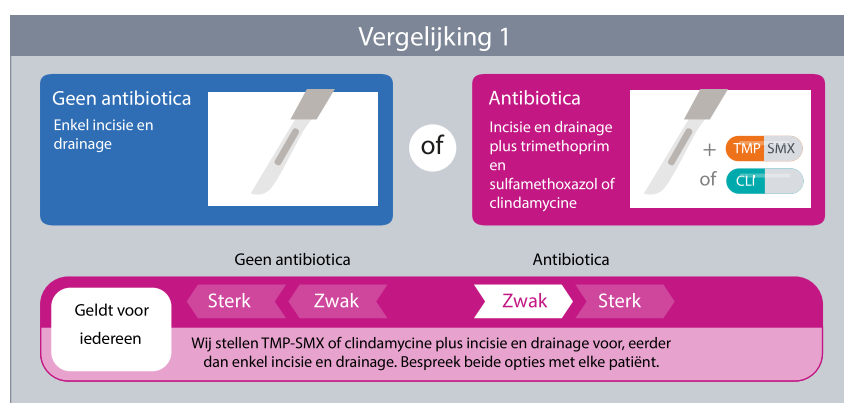 Vergelijking 1
Geen antibiotica
Enkel incisie en
drainage
of
Antibiotica
Incisie en drainage
plus trimethoprim
en
sulfamethoxazol of
clindamycine
+ TMP SMX
of CLI
Geen antibiotica
Antibiotica
Geldt voor
iedereen
Sterk
Zwak
Zwak
Sterk
Wij stellen TMP-SMX of clindamycine plus incisie en drainage voor, eerder
dan enkel incisie en drainage. Bespreek beide opties met elke patiënt.